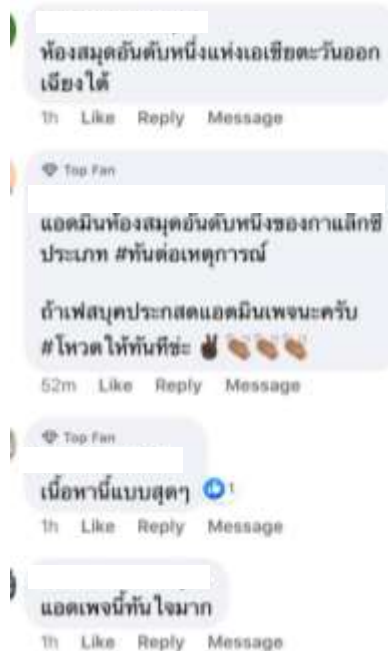 ห้องสมุดอันดับหนึ่งแห่งเอเชียตะวันออก
เฉียงใต้
1h Like Reply Message
Top Fan
แอดมินห้องสมุดอันดับหนึ่งของกาแล็กซี
ประเภท #ทันต่อเหตุการณ์
ถ้าเฟสบุคประกสดแอดมินเพจนะครับ
#โหวดให้ทันทีช่ะ ✌🏿👏🏽👏🏽👏🏽
52m Like Reply Message
Top Fan
เนื้อหานี้แบบสุดๆ 1
1h Like Reply Message
แอดเพจนี้ทันใจมาก
1h Like Reply Message